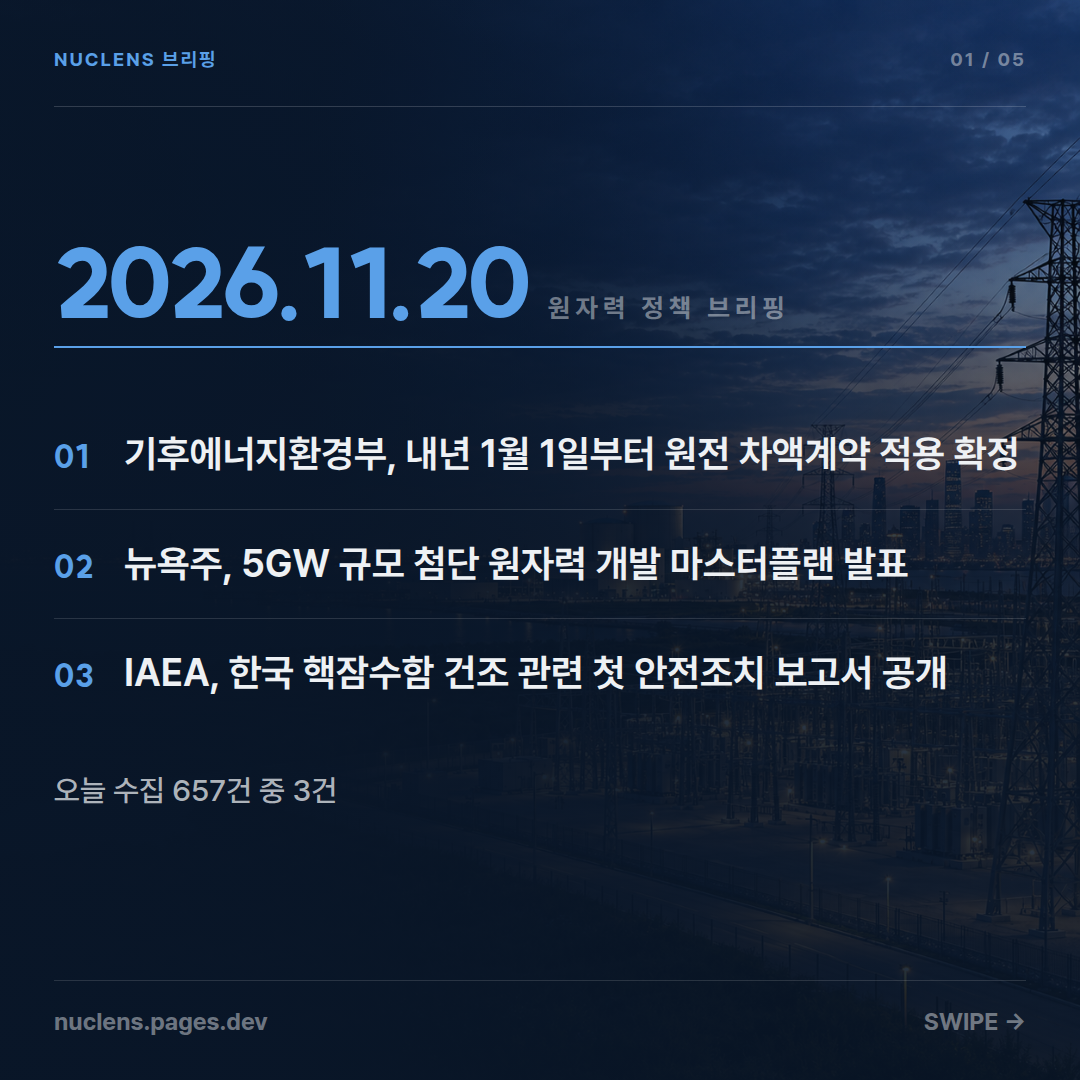 NUCLENS 브리핑
01 / 05
2026.11.20 원자력 정책 브리핑
01 기후에너지환경부, 내년 1월 1일부터 원전 차액계약 적용 확정
02 뉴욕주, 5GW 규모 첨단 원자력 개발 마스터플랜 발표
03 IAEA, 한국 핵잠수함 건조 관련 첫 안전조치 보고서 공개
오늘 수집 657건 중 3건
nuclens.pages.dev
SWIPE →